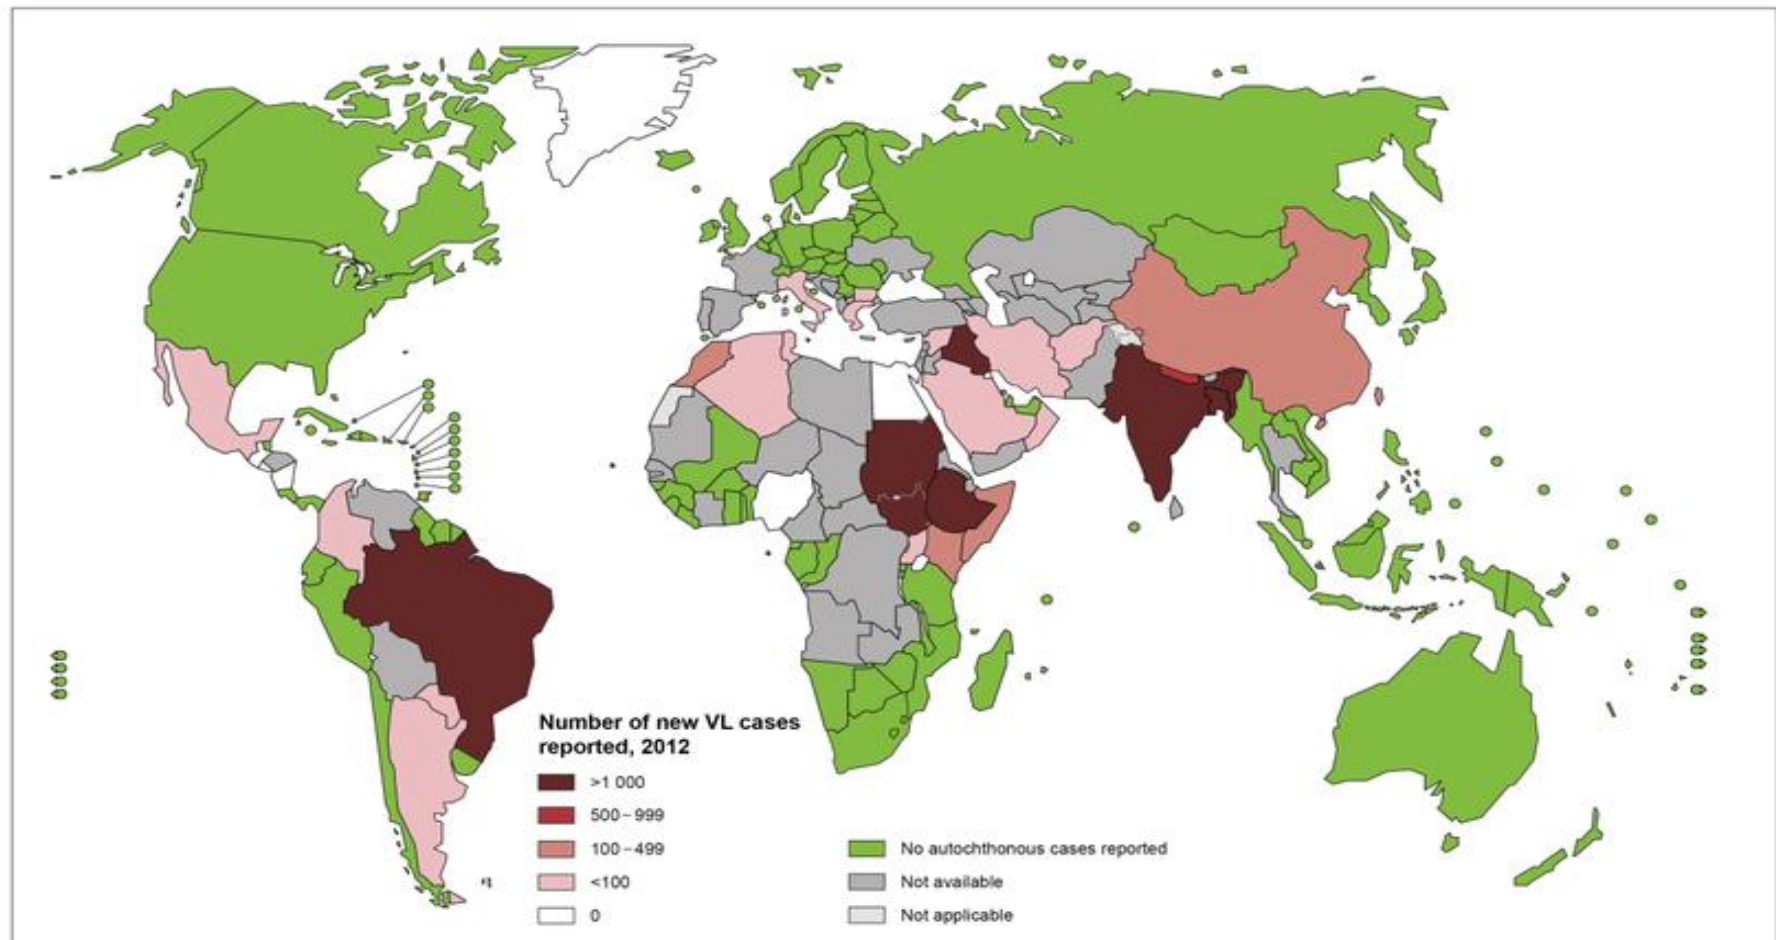 Number of new VL cases
reported, 2012
>1 000
500–999
100–499
<100
0
No autochthonous cases reported
Not available
Not applicable